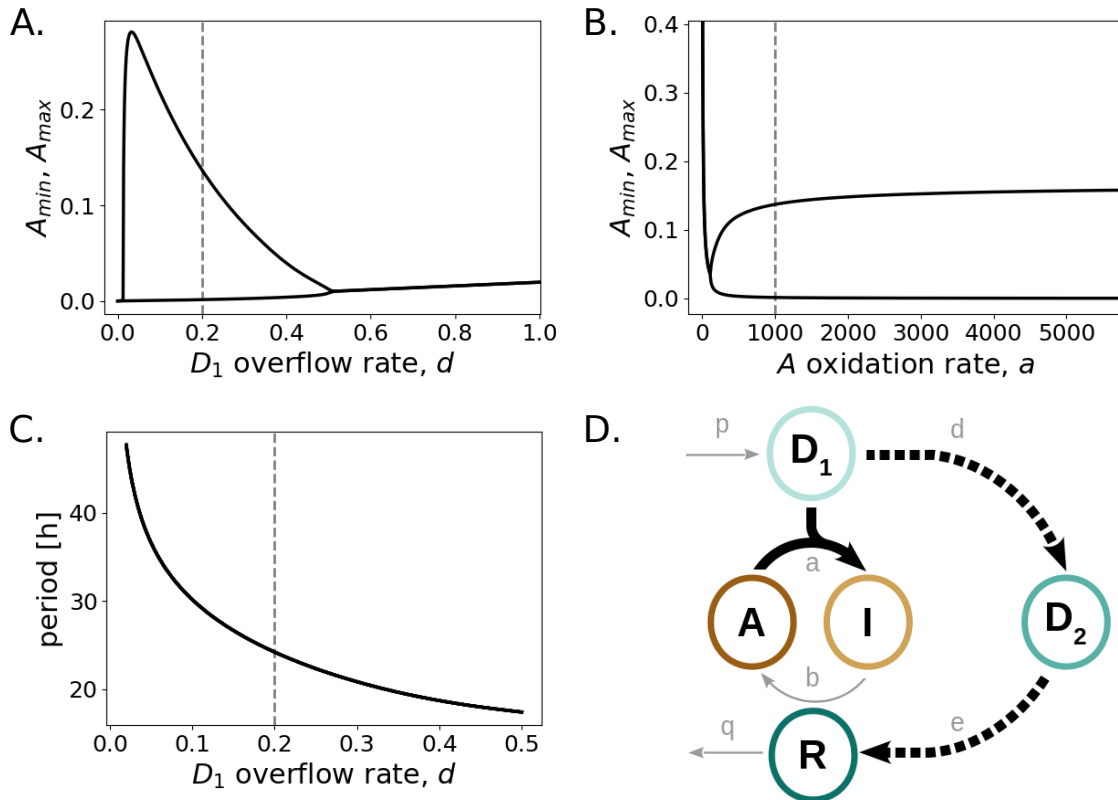 A.
A_min, A_max
0.2
0.1
0.0
0.0 0.2 0.4 0.6 0.8 1.0
D_1 overflow rate, d
B.
A_min, A_max
0.4
0.3
0.2
0.1
0.0
0 1000 2000 3000 4000 5000
A oxidation rate, a
C.
period [h]
40
30
20
0.0 0.1 0.2 0.3 0.4 0.5
D_1 overflow rate, d
D.
p
D_1
d
a
A
I
D_2
b
q
R
e